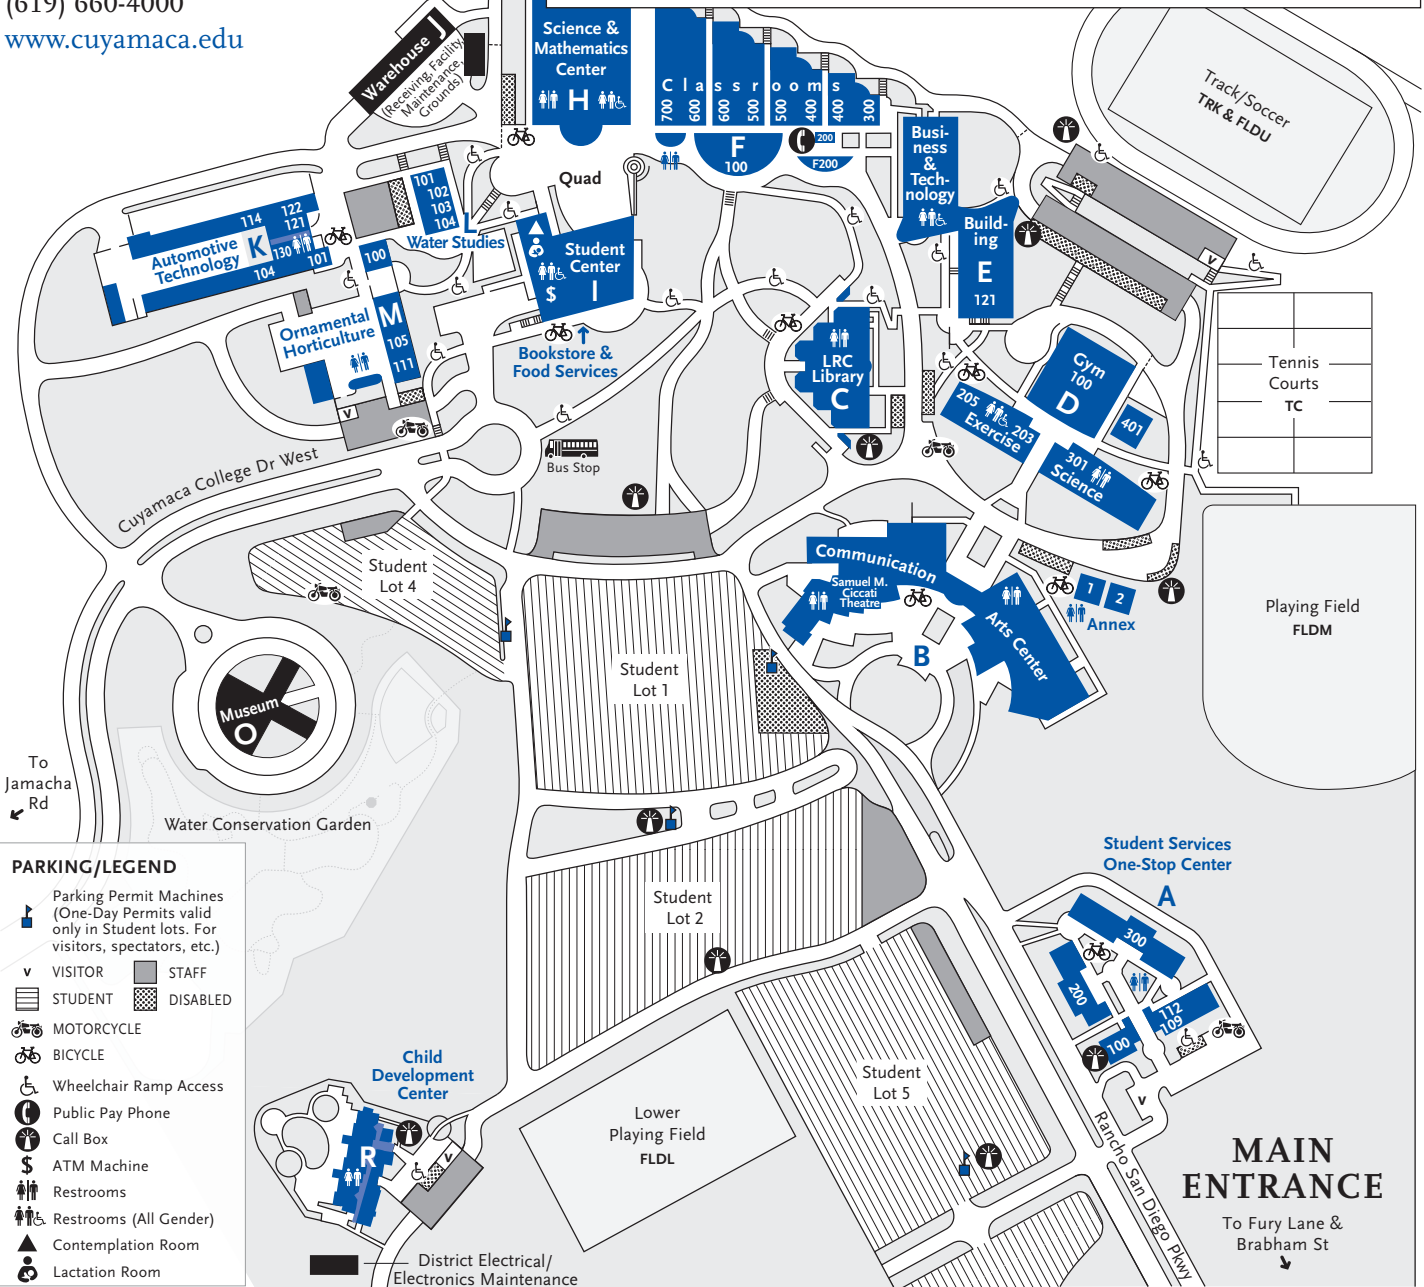 (619) 660-4000
www.cuyamaca.edu
Warehouse J
(Receiving, Facility,
Maintenance,
Grounds)
Science &
Mathematics
Center
H
Classrooms
700
600
600
500
500
400
400
300
F
100
200
F200
Quad
Busi-
ness
&
Tech-
nology
Build-
ing
E
121
Track/Soccer
TRK & FLDU
v
Tennis
Courts
TC
101
102
103
104
L
Water Studies
114
122
121
Automotive
Technology
K
130
101
104
100
M
Ornamental
Horticulture
105
111
v
Student
Center
I
$
Bookstore &
Food Services
LRC
Library
C
Gym
100
D
401
205
203
Exercise
301
Science
Bus Stop
Cuyamaca College Dr West
Student
Lot 4
Communication
Samuel M.
Ciccati
Theatre
B
Arts Center
1
2
Annex
Playing Field
FLDM
Student
Lot 1
Museum
O
To
Jamacha
Rd
Water Conservation Garden
Student
Lot 2
Student Services
One-Stop Center
A
300
200
112
109
100
v
PARKING/LEGEND
Parking Permit Machines
(One-Day Permits valid
only in Student lots. For
visitors, spectators, etc.)
v VISITOR
STAFF
STUDENT
DISABLED
MOTORCYCLE
BICYCLE
Wheelchair Ramp Access
Public Pay Phone
Call Box
$ ATM Machine
Restrooms
Restrooms (All Gender)
Contemplation Room
Lactation Room
Child
Development
Center
R
v
Lower
Playing Field
FLDL
Student
Lot 5
Rancho San Diego Pkwy
MAIN
ENTRANCE
To Fury Lane &
Brabham St
District Electrical/
Electronics Maintenance